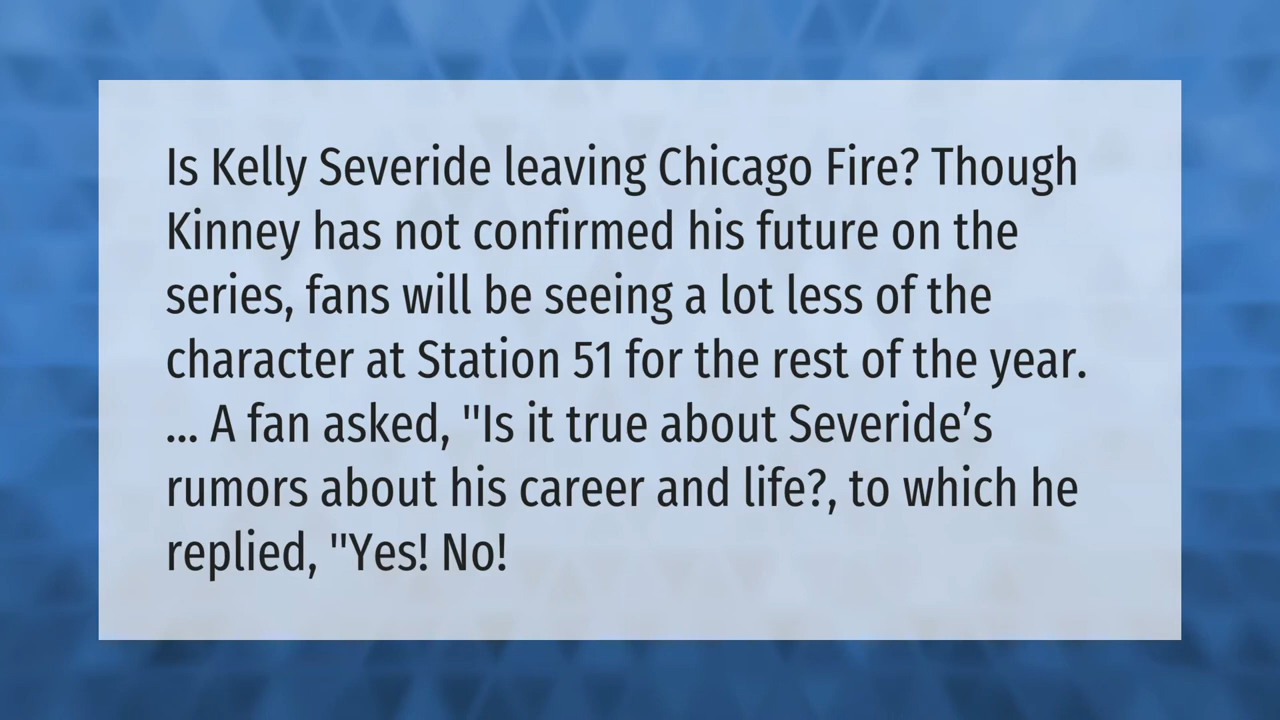 Is Kelly Severide leaving Chicago Fire? Though
Kinney has not confirmed his future on the
series, fans will be seeing a lot less of the
character at Station 51 for the rest of the year.
... A fan asked, "Is it true about Severide’s
rumors about his career and life?, to which he
replied, "Yes! No!